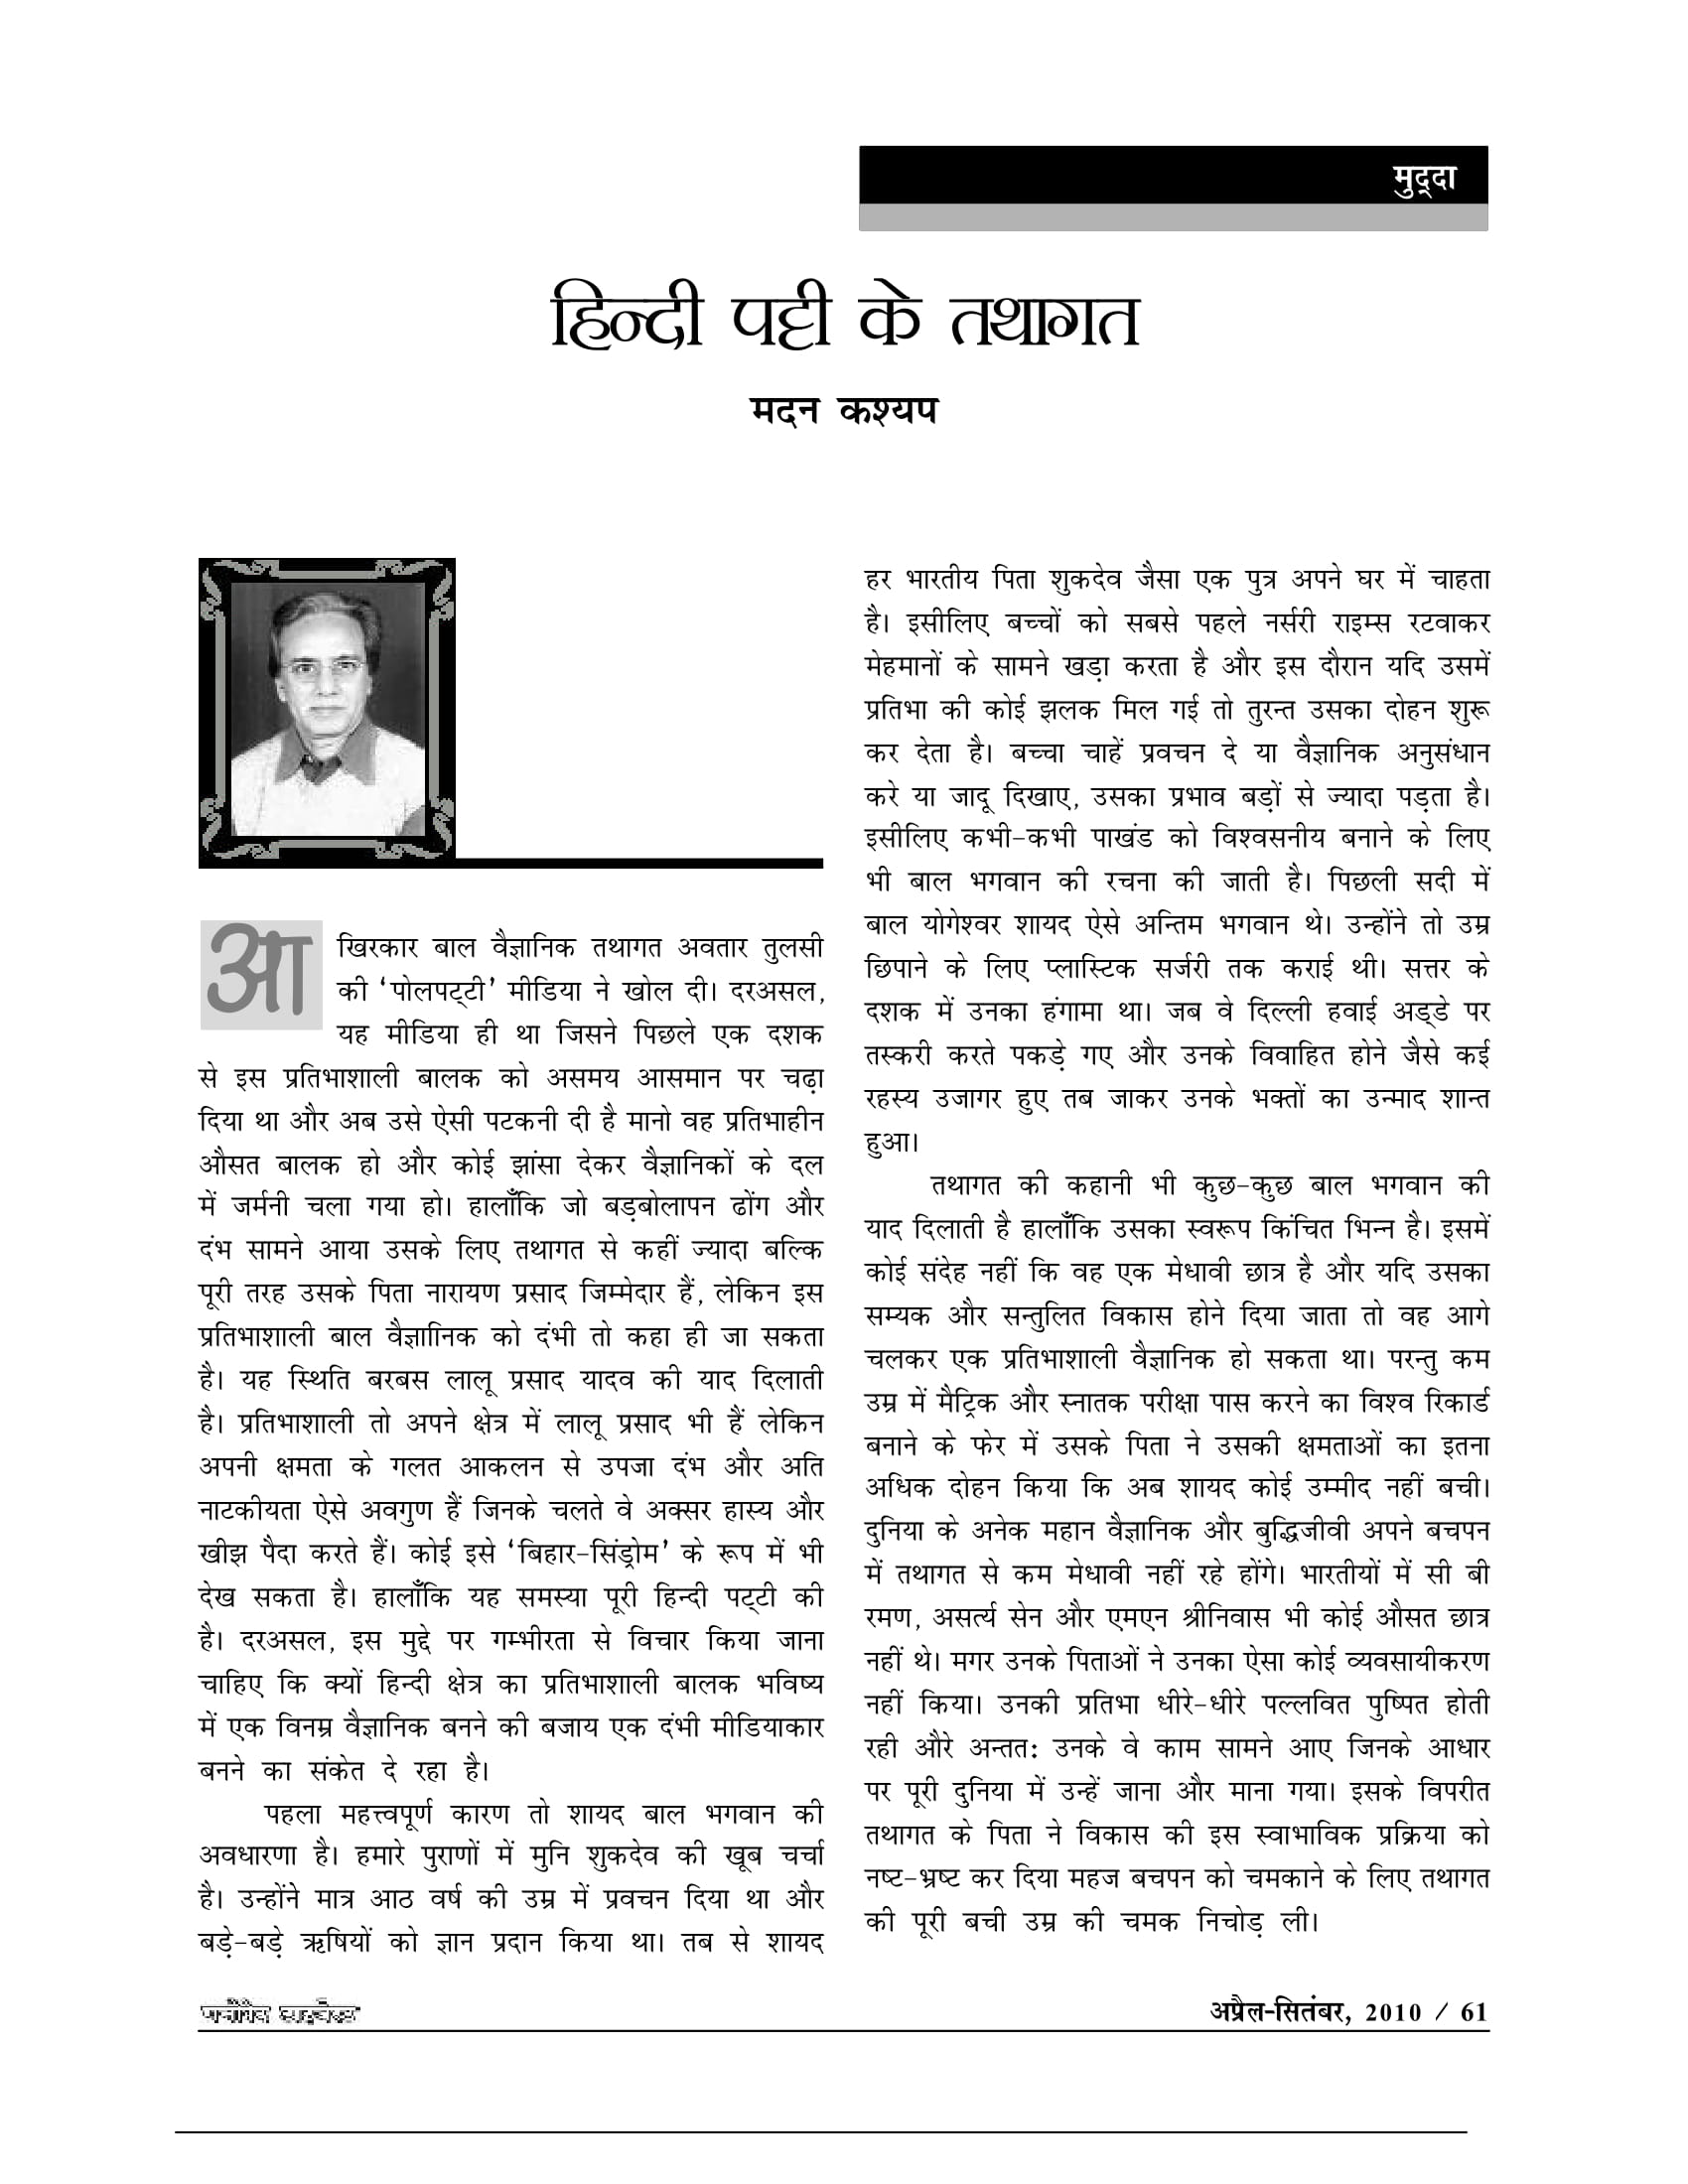 मुद्दा
हिन्दी पट्टी के तथागत
मदन कश्यप
आखिरकार बाल वैज्ञानिक तथागत अवतार तुलसी
की ‘पोलपट्टी’ मीडिया ने खोल दी। दरअसल,
यह मीडिया ही था जिसने पिछले एक दशक
से इस प्रतिभाशाली बालक को असमय आसमान पर चढ़ा
दिया था और अब उसे ऐसी पटकनी दी है मानो वह प्रतिभाहीन
औसत बालक हो और कोई झांसा देकर वैज्ञानिकों के दल
में जर्मनी चला गया हो। हालाँकि जो बड़बोलापन ढोंग और
दंभ सामने आया उसके लिए तथागत से कहीं ज्यादा बल्कि
पूरी तरह उसके पिता नारायण प्रसाद जिम्मेदार हैं, लेकिन इस
प्रतिभाशाली बाल वैज्ञाानिक को दंभी तो कहा ही जा सकता
है। यह स्थिति बरबस लालू प्रसाद यादव की याद दिलाती
है। प्रतिभाशाली तो अपने क्षेत्र में लालू प्रसाद भी हैं लेकिन
अपनी क्षमता के गलत आकलन से उपजा दंभ और अति
नाटकीयता ऐसे अवगुण हैं जिनके चलते वे अक्सर हास्य और
खीझ पैदा करते हैं। कोई इसे ‘बिहार-सिंड्रोम’ के रूप में भी
देख सकता है। हालाँकि यह समस्या पूरी हिन्दी पट्टी की
है। दरअसल, इस मुद्दे पर गम्भीरता से विचार किया जाना
चाहिए कि क्यों हिन्दी क्षेत्र का प्रतिभाशाली बालक भविष्य
में एक विनम्र वैज्ञानिक बनने की बजाय एक दंभी मीडियाकार
बनने का संकेत दे रहा है।
पहला महत्त्वपूर्ण कारण तो शायद बाल भगवान की
अवधारणा है। हमारे पुराणों में मुनि शुकदेव की खूब चर्चा
है। उन्होंने मात्र आठ वर्ष की उम्र में प्रवचन दिया था और
बड़े-बड़े ऋषियों को ज्ञान प्रदान किया था। तब से शायद
हर भारतीय पिता शुकदेव जैसा एक पुत्र अपने घर में चाहता
है। इसीलिए बच्चों को सबसे पहले नर्सरी राइम्स रटवाकर
मेहमानों के सामने खड़ा करता है और इस दौरान यदि उसमें
प्रतिभा की कोई झलक मिल गई तो तुरन्त उसका दोहन शुरू
कर देता है। बच्चा चाहें प्रवचन दे या वैज्ञानिक अनुसंधान
करे या जादू दिखाए, उसका प्रभाव बड़ों से ज्यादा पड़ता है।
इसीलिए कभी-कभी पाखंड को विश्वसनीय बनाने के लिए
भी बाल भगवान की रचना की जाती है। पिछली सदी में
बाल योगेश्वर शायद ऐसे अन्तिम भगवान थे। उन्होंने तो उम्र
छिपाने के लिए प्लास्टिक सर्जरी तक कराई थी। सत्तर के
दशक में उनका हंगामा था। जब वे दिल्ली हवाई अड्डे पर
तस्करी करते पकड़े गए और उनके विवाहित होने जैसे कई
रहस्य उजागर हुए तब जाकर उनके भक्तों का उन्माद शान्त
हुआ।
तथागत की कहानी भी कुछ-कुछ बाल भगवान की
याद दिलाती है हालाँकि उसका स्वरूप किंचित भिन्न है। इसमें
कोई संदेह नहीं कि वह एक मेधावी छात्र है और यदि उसका
सम्यक और सन्तुलित विकास होने दिया जाता तो वह आगे
चलकर एक प्रतिभाशाली वैज्ञानिक हो सकता था। परन्तु कम
उम्र में मैट्रिक और स्नातक परीक्षा पास करने का विश्व रिकार्ड
बनाने के फेर में उसके पिता ने उसकी क्षमताओं का इतना
अधिक दोहन किया कि अब शायद कोई उम्मीद नहीं बची।
दुनिया के अनेक महान वैज्ञानिक और बुद्धिजीवी अपने बचपन
में तथागत से कम मेधावी नहीं रहे होंगे। भारतीयों में सी बी
रमण, असर्त्य सेन और एमएन श्रीनिवास भी कोई औसत छात्र
नहीं थे। मगर उनके पिताओं ने उनका ऐसा कोई व्यवसायीकरण
नहीं किया। उनकी प्रतिभा धीरे-धीरे पल्लवित पुष्पित होती
रही औरे अन्तत: उनके वे काम सामने आए जिनके आधार
पर पूरी दुनिया में उन्हें जाना और माना गया। इसके विपरीत
तथागत के पिता ने विकास की इस स्वाभाविक प्रक्रिया को
नष्ट-भ्रष्ट कर दिया महज बचपन को चमकाने के लिए तथागत
की पूरी बची उम्र की चमक निचोड़ ली।
अप्रैल-सितंबर, 2010 / 61